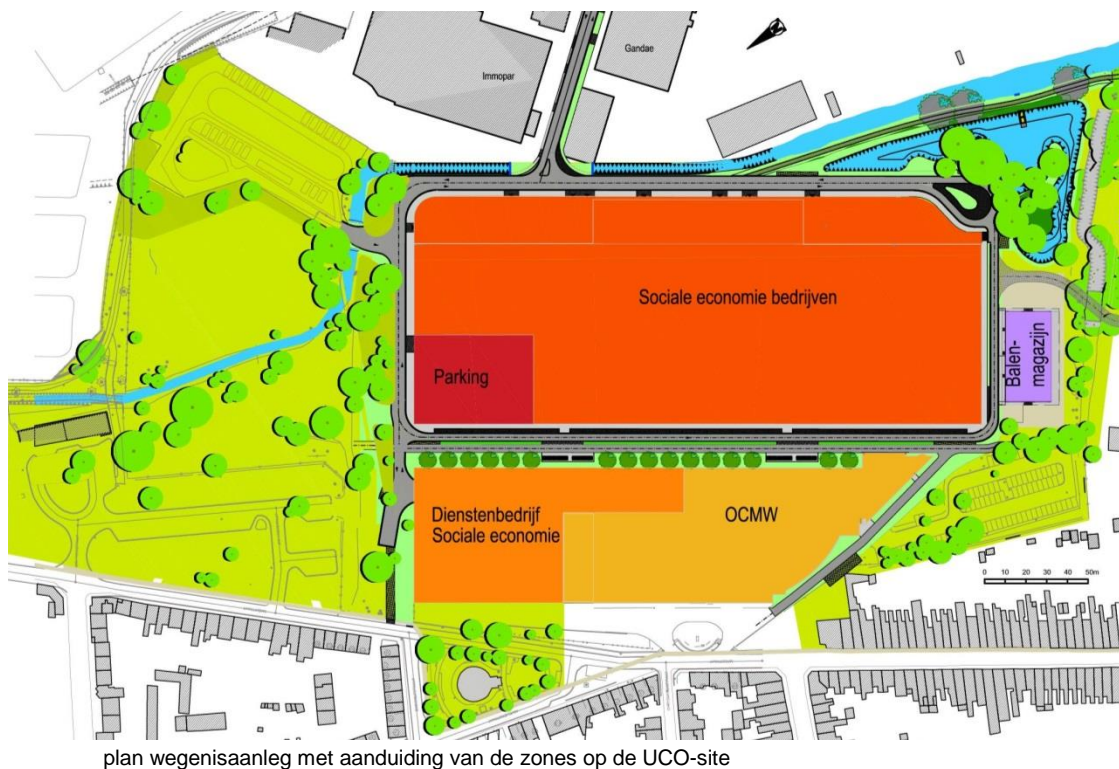 Immopar
Gandae
Sociale economie bedrijven
Parking
Balen-
magazijn
Dienstenbedrijf
Sociale economie
OCMW
0 10 20 30 40 50m
plan wegenisaanleg met aanduiding van de zones op de UCO-site